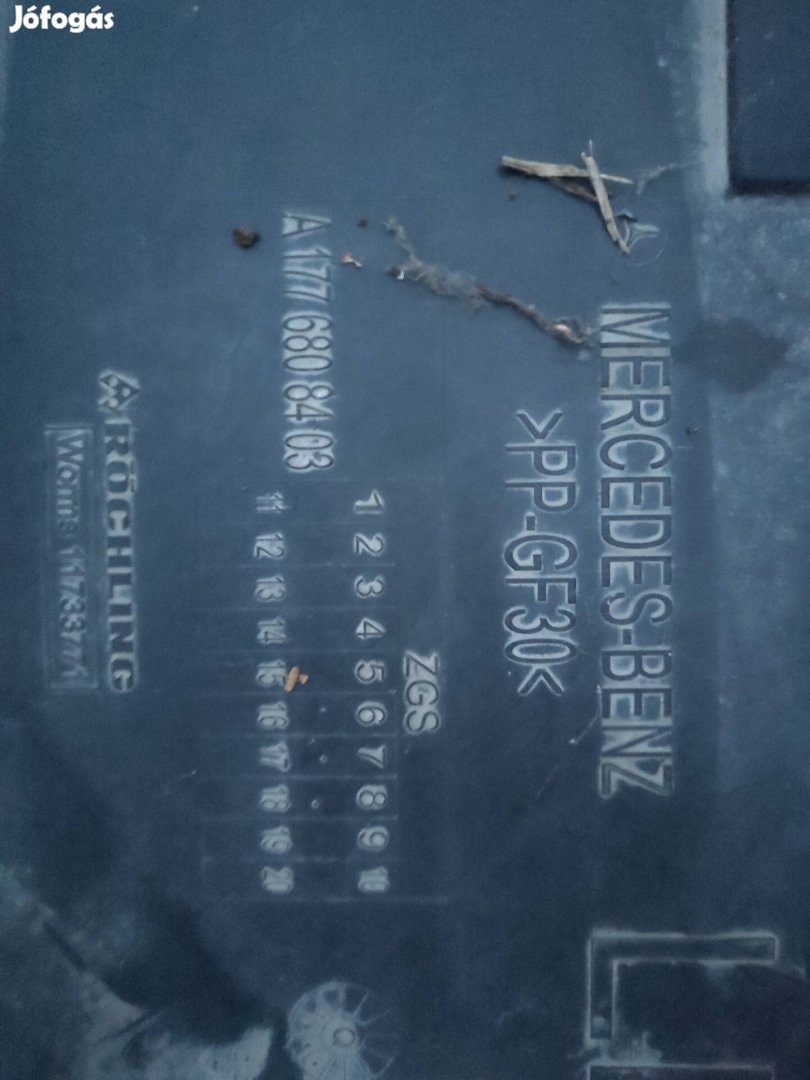 Jófogás
MERCEDES-BENZ
>PP-GF30<
ZGS
1 2 3 4 5 6 7 8 9 10
11 12 13 14 15 16 17 18 19 20
A 177 680 84 03
RÖCHLING
Worms